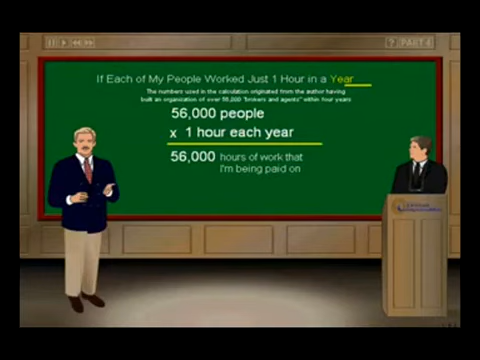 PART 4
If Each of My People Worked Just 1 Hour in a Year
The numbers used in the calculation originated from the author having
built an organization of over 56,000 "brokers and agents" within four years
56,000 people
x 1 hour each year
56,000 hours of work that
I'm being paid on